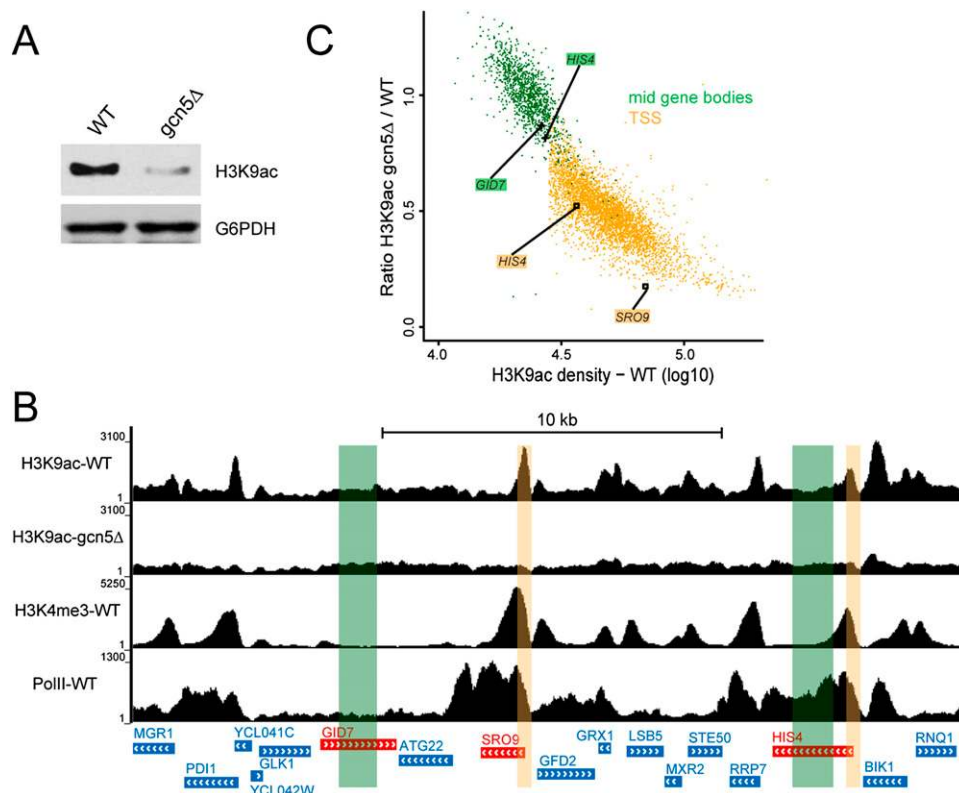 A
WT
gcn5Δ
H3K9ac
G6PDH
C
Ratio H3K9ac gcn5Δ / WT
1.0
0.5
0.0
HIS4
mid gene bodies
TSS
GID7
HIS4
SRO9
4.0
4.5
5.0
H3K9ac density − WT (log10)
B
10 kb
3100
H3K9ac-WT
1
3100
H3K9ac-gcn5Δ
1
5250
H3K4me3-WT
1
1300
PolII-WT
1
MGR1
YCL041C
GID7
SRO9
GRX1
LSB5
STE50
HIS4
RNQ1
PDI1
GLK1
ATG22
GFD2
MXR2
RRP7
BIK1
YCL042W